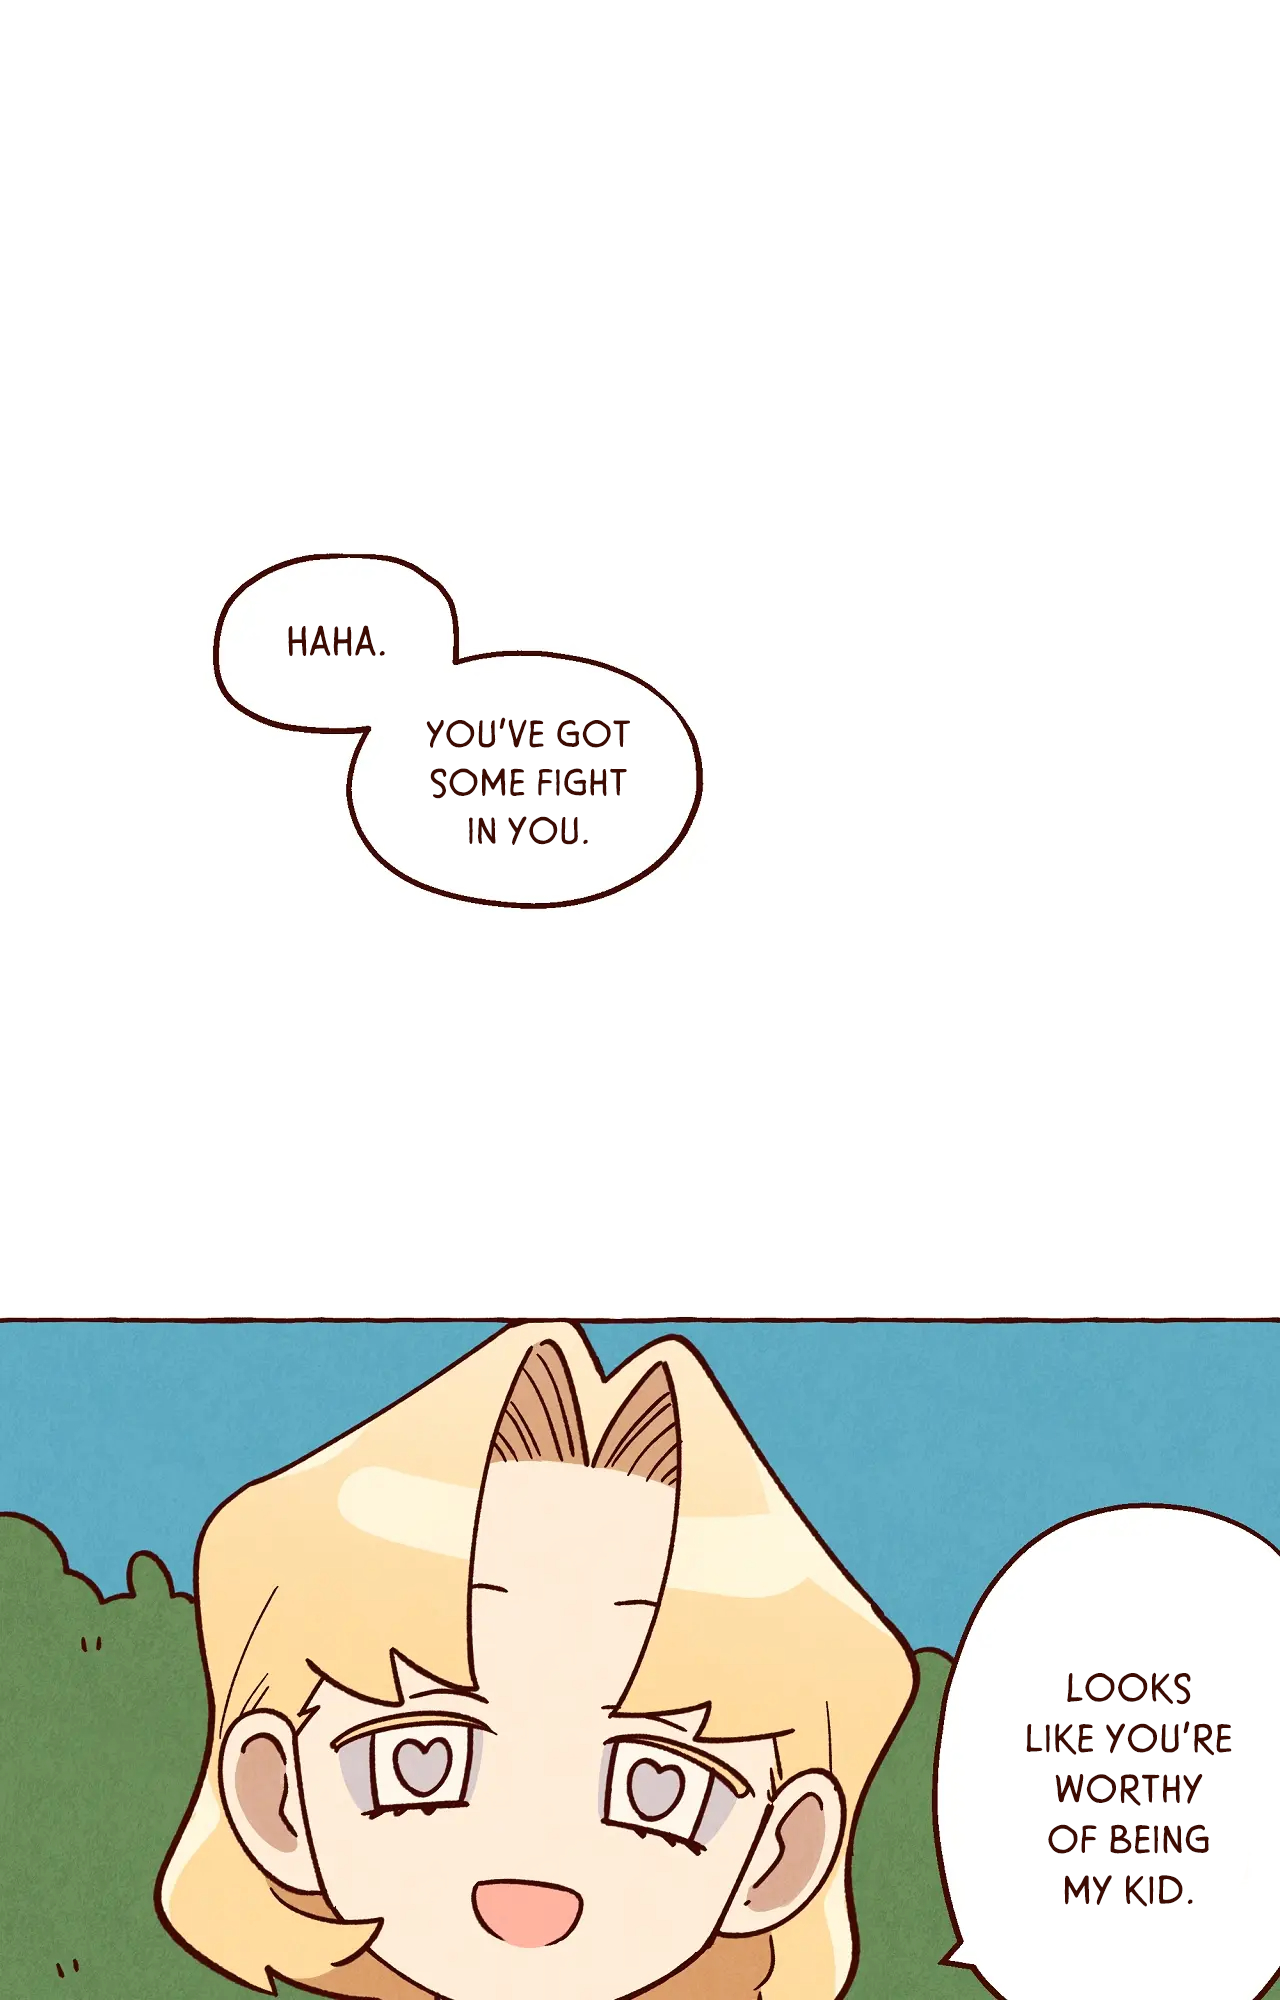 HAHA.
YOU'VE GOT
SOME FIGHT
IN YOU.
LOOKS
LIKE YOU'RE
WORTHY
OF BEING
MY KID.